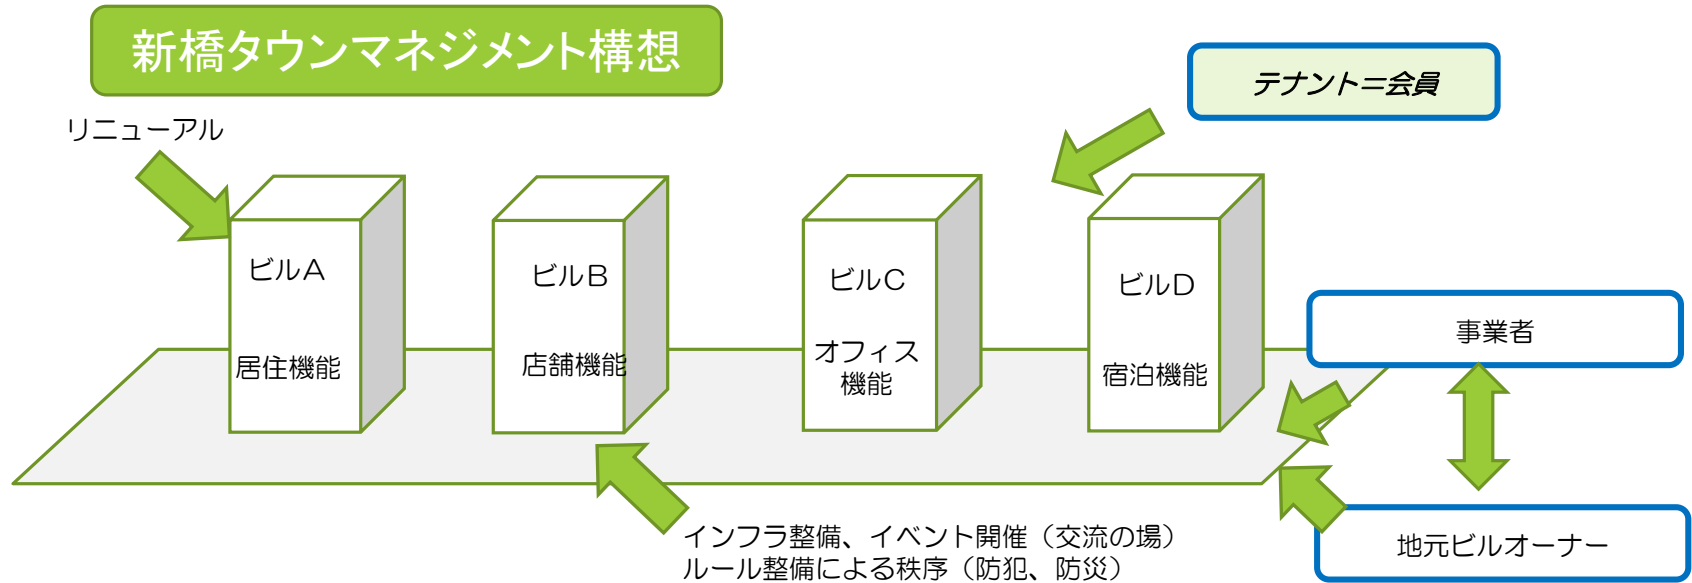 新橋タウンマネジメント構想
テナント＝会員
リニューアル
ビルA
居住機能
ビルB
店舗機能
ビルC
オフィス
機能
ビルD
宿泊機能
事業者
地元ビルオーナー
インフラ整備、イベント開催（交流の場）
ルール整備による秩序（防犯、防災）